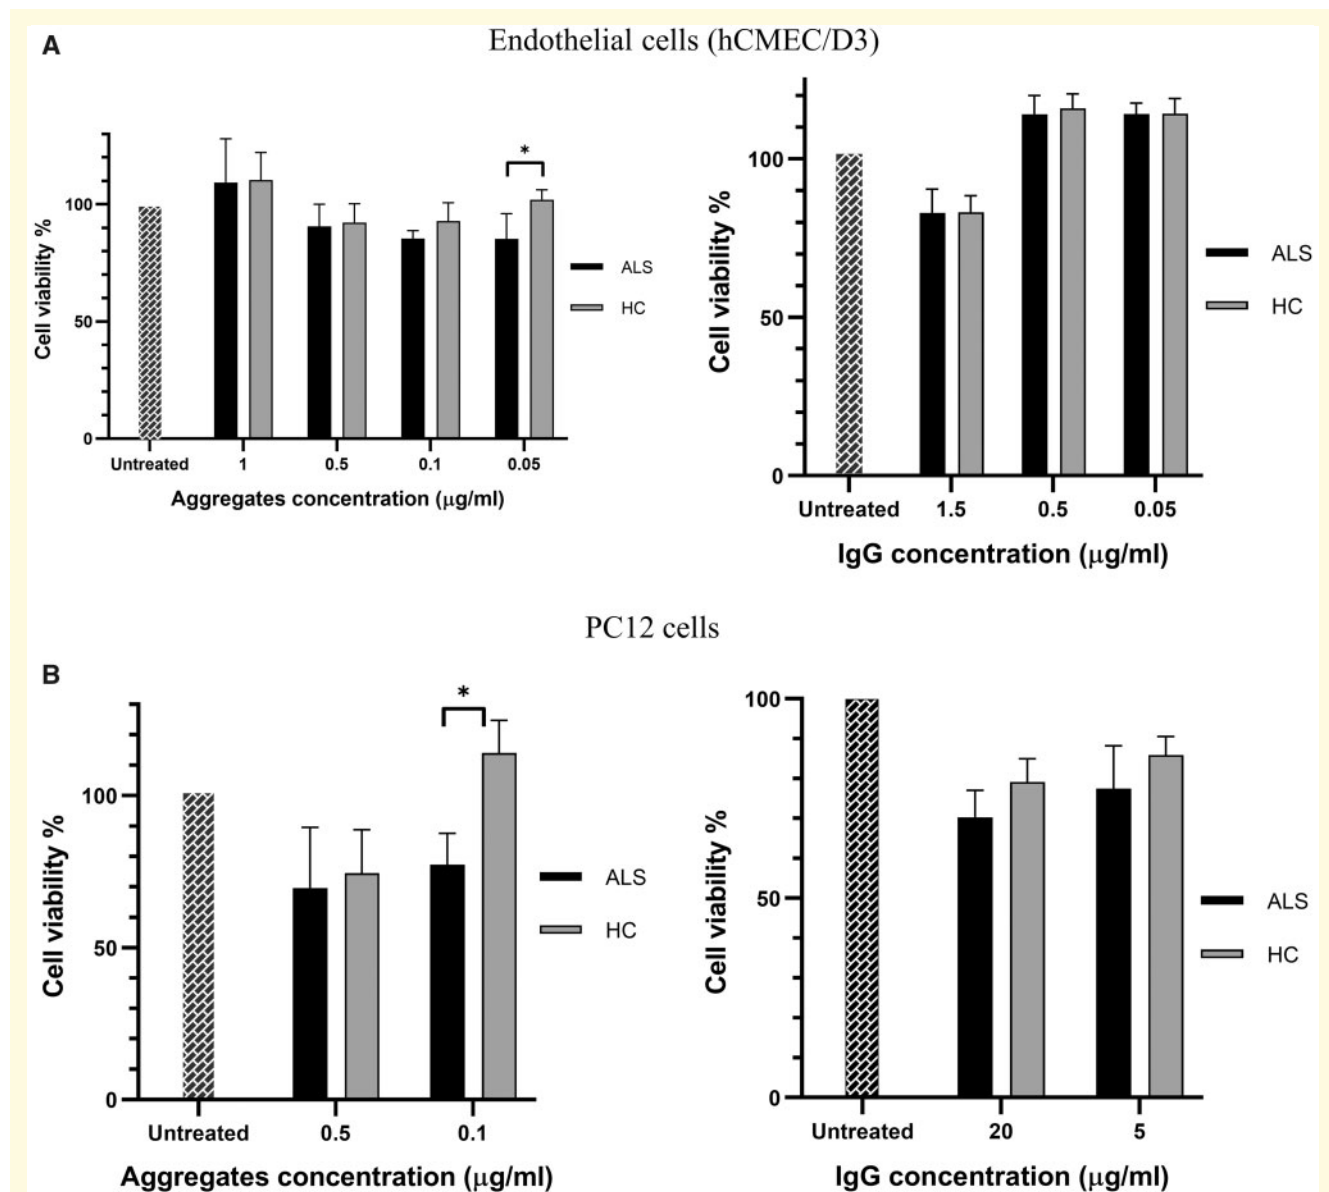 A
Endothelial cells (hCMEC/D3)
Cell viability %
100
50
0
*
ALS
HC
Untreated 1 0.5 0.1 0.05
Aggregates concentration (µg/ml)
Cell viability %
100
50
0
ALS
HC
Untreated 1.5 0.5 0.05
IgG concentration (µg/ml)
PC12 cells
B
Cell viability %
100
50
0
*
ALS
HC
Untreated 0.5 0.1
Aggregates concentration (µg/ml)
Cell viability %
100
50
0
ALS
HC
Untreated 20 5
IgG concentration (µg/ml)